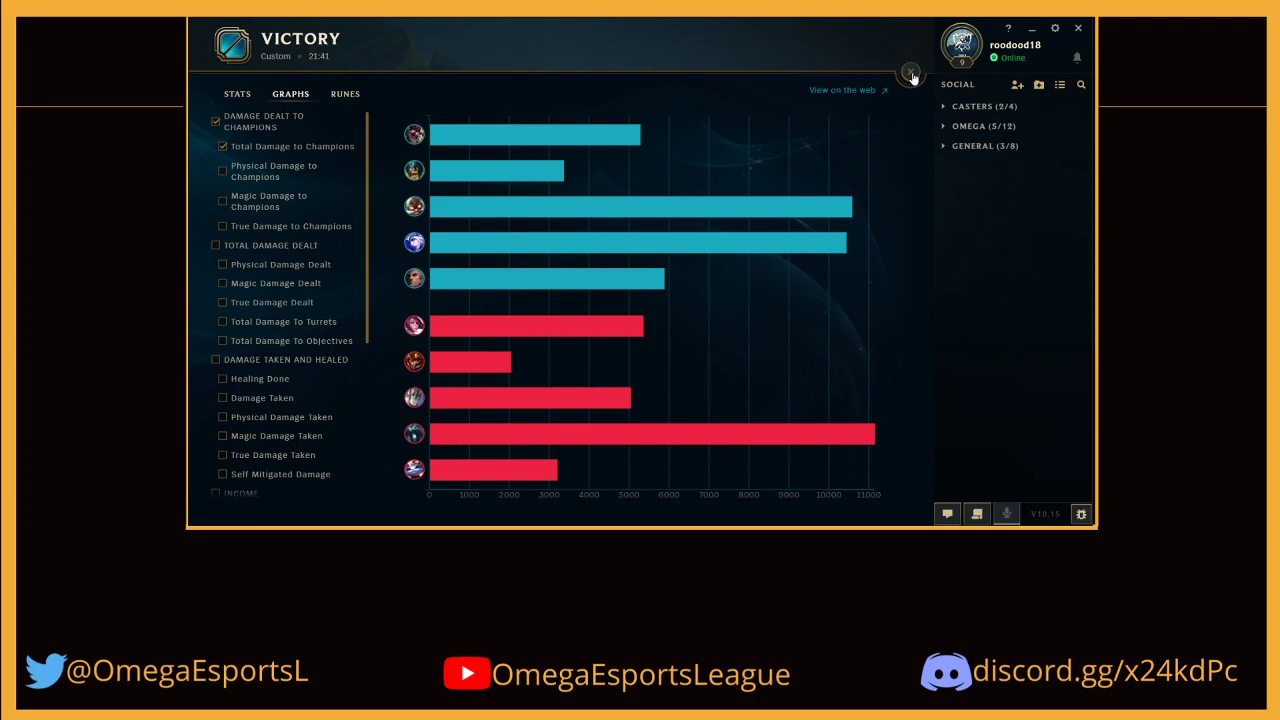 VICTORY
Custom • 21:41
STATS GRAPHS RUNES
View on the web
DAMAGE DEALT TO
CHAMPIONS
Total Damage to Champions
Physical Damage to
Champions
Magic Damage to
Champions
True Damage to Champions
TOTAL DAMAGE DEALT
Physical Damage Dealt
Magic Damage Dealt
True Damage Dealt
Total Damage To Turrets
Total Damage To Objectives
DAMAGE TAKEN AND HEALED
Healing Done
Damage Taken
Physical Damage Taken
Magic Damage Taken
True Damage Taken
Self Mitigated Damage
INCOME
0 1000 2000 3000 4000 5000 6000 7000 8000 9000 10000 11000
?
roodood18
Online
9
SOCIAL
CASTERS (2/4)
OMEGA (5/12)
GENERAL (3/8)
V10.15
@OmegaEsportsL
OmegaEsportsLeague
discord.gg/x24kdPc